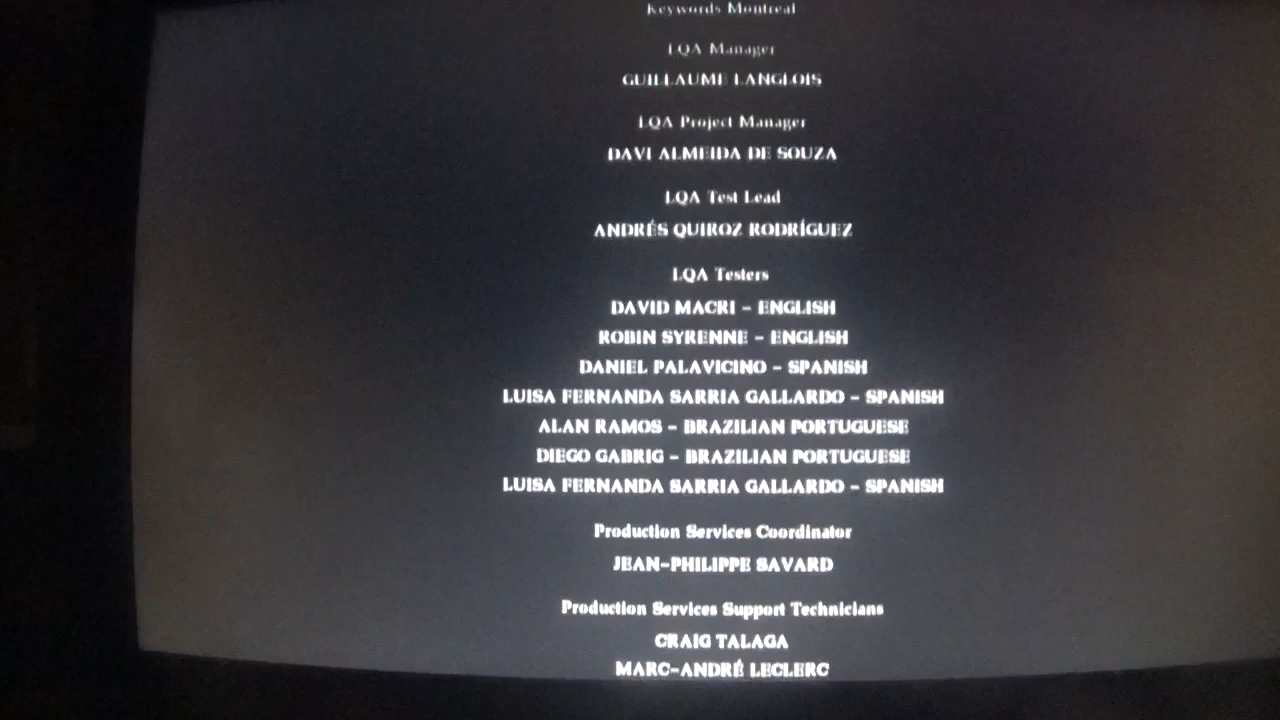 Keywords Montreal
LQA Manager
GUILLAUME LANGLOIS
LQA Project Manager
DAVI ALMEIDA DE SOUZA
LQA Test Lead
ANDRÉS QUIROZ RODRÍGUEZ
LQA Testers
DAVID MACRI - ENGLISH
ROBIN SYRENNE - ENGLISH
DANIEL PALAVICINO - SPANISH
LUISA FERNANDA SARRIA GALLARDO - SPANISH
ALAN RAMOS - BRAZILIAN PORTUGUESE
DIEGO GABRIG - BRAZILIAN PORTUGUESE
LUISA FERNANDA SARRIA GALLARDO - SPANISH
Production Services Coordinator
JEAN-PHILIPPE SAVARD
Production Services Support Technicians
CRAIG TALAGA
MARC-ANDRÉ LECLERC